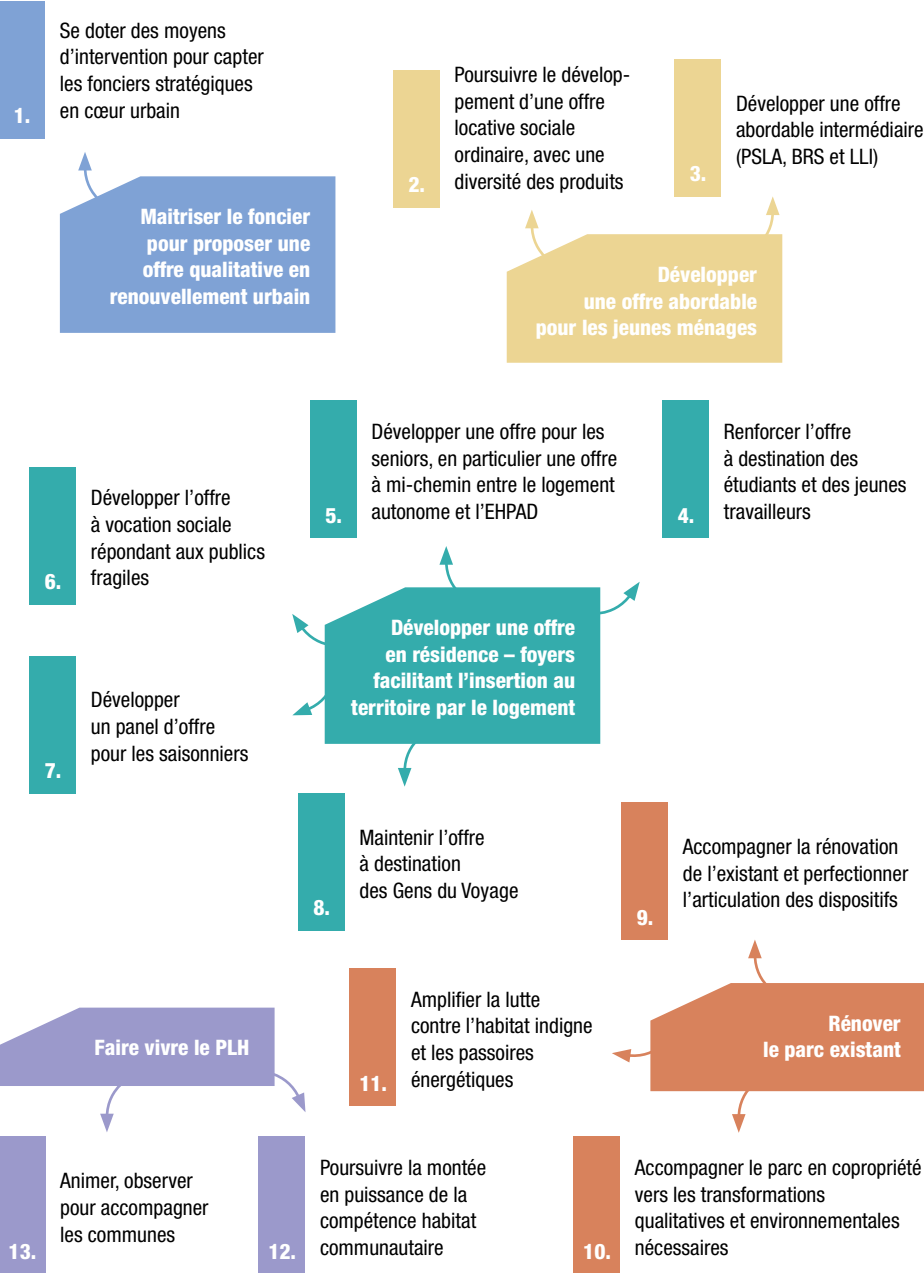 1.
Se doter des moyens
d’intervention pour capter
les fonciers stratégiques
en cœur urbain
Maitriser le foncier
pour proposer une
offre qualitative en
renouvellement urbain
2.
Poursuivre le dévelop-
pement d’une offre
locative sociale
ordinaire, avec une
diversité des produits
3.
Développer une offre
abordable intermédiaire
(PSLA, BRS et LLI)
Développer
une offre abordable
pour les jeunes ménages
5.
Développer une offre pour les
seniors, en particulier une offre
à mi-chemin entre le logement
autonome et l’EHPAD
4.
Renforcer l’offre
à destination des
étudiants et des jeunes
travailleurs
6.
Développer l’offre
à vocation sociale
répondant aux publics
fragiles
Développer une offre
en résidence – foyers
facilitant l’insertion au
territoire par le logement
7.
Développer
un panel d’offre
pour les saisonniers
8.
Maintenir l’offre
à destination
des Gens du Voyage
9.
Accompagner la rénovation
de l’existant et perfectionner
l’articulation des dispositifs
11.
Amplifier la lutte
contre l’habitat indigne
et les passoires
énergétiques
Rénover
le parc existant
Faire vivre le PLH
13.
Animer, observer
pour accompagner
les communes
12.
Poursuivre la montée
en puissance de la
compétence habitat
communautaire
10.
Accompagner le parc en copropriété
vers les transformations
qualitatives et environnementales
nécessaires